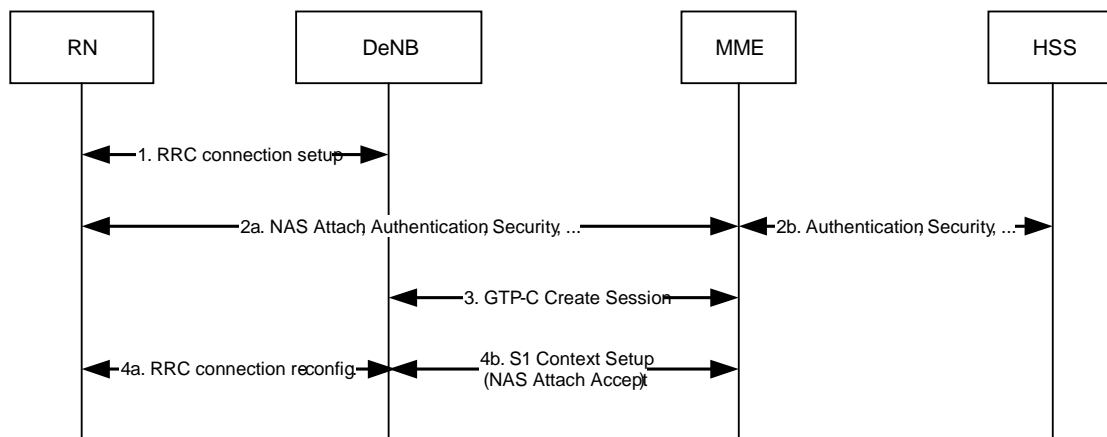 RN
DeNB
MME
HSS
1. RRC connection setup
2a. NAS Attach, Authentication, Security, ...
2b. Authentication, Security, ...
3. GTP-C Create Session
4a. RRC connection reconfig.
4b. S1 Context Setup
(NAS Attach Accept)